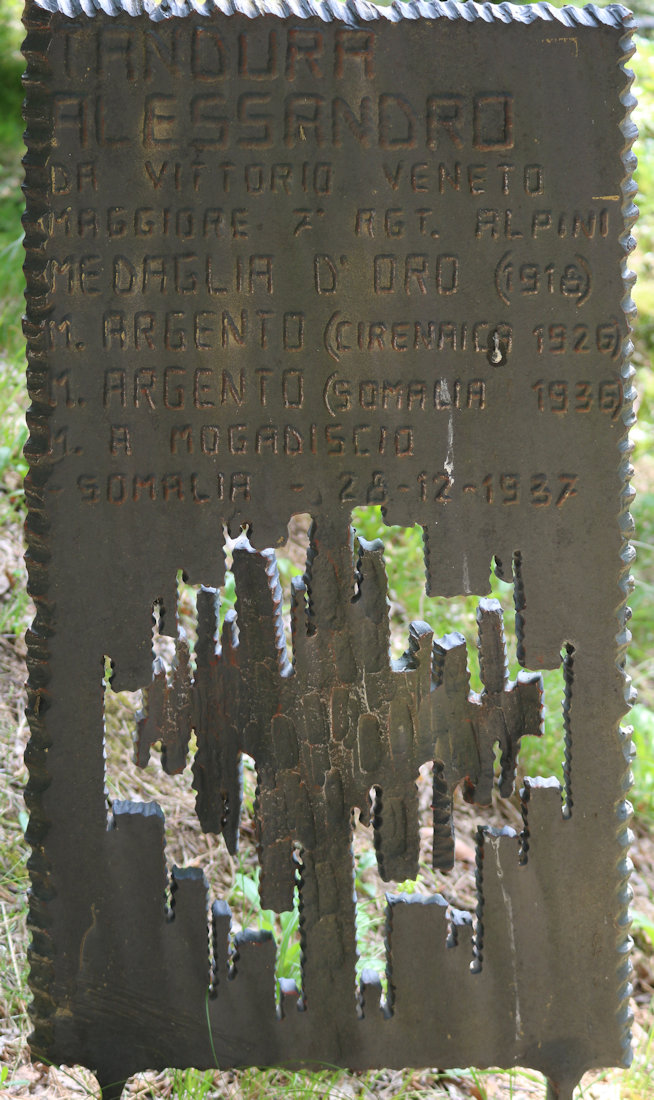 TANDURA
ALESSANDRO
DA VITTORIO VENETO
MAGGIORE 7° RGT. ALPINI
MEDAGLIA D'ORO (1918)
M. ARGENTO (CIRENAICA 1926)
M. ARGENTO (SOMALIA 1936)
M. A MOGADISCIO
- SOMALIA - 28-12-1937